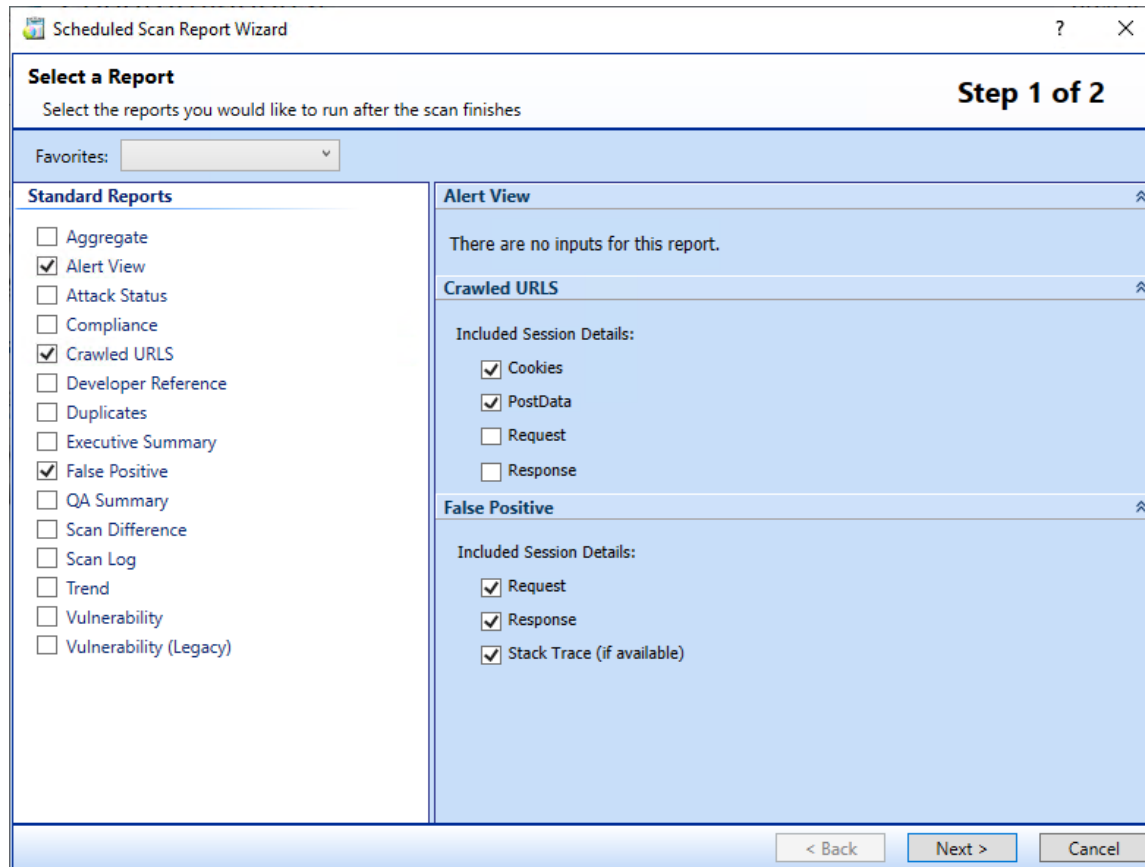 Scheduled Scan Report Wizard
?
Select a Report
Select the reports you would like to run after the scan finishes
Step 1 of 2
Favorites:
Standard Reports
Aggregate
Alert View
Attack Status
Compliance
Crawled URLS
Developer Reference
Duplicates
Executive Summary
False Positive
QA Summary
Scan Difference
Scan Log
Trend
Vulnerability
Vulnerability (Legacy)
Alert View
There are no inputs for this report.
Crawled URLS
Included Session Details:
Cookies
PostData
Request
Response
False Positive
Included Session Details:
Request
Response
Stack Trace (if available)
< Back
Next >
Cancel